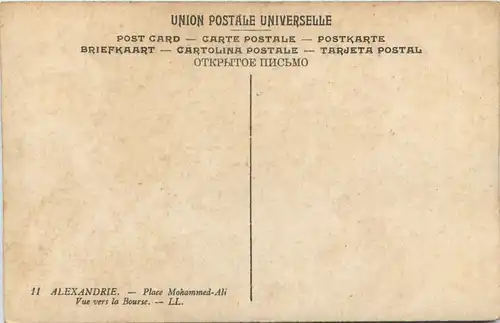 UNION POSTALE UNIVERSELLE
POST CARD — CARTE POSTALE — POSTKARTE
BRIEFKAART — CARTOLINA POSTALE — TARJETA POSTAL
ОТКРЫТОЕ ПИСЬМО
11 ALEXANDRIE. — Place Mohammed-Ali
Vue vers la Bourse. — LL.